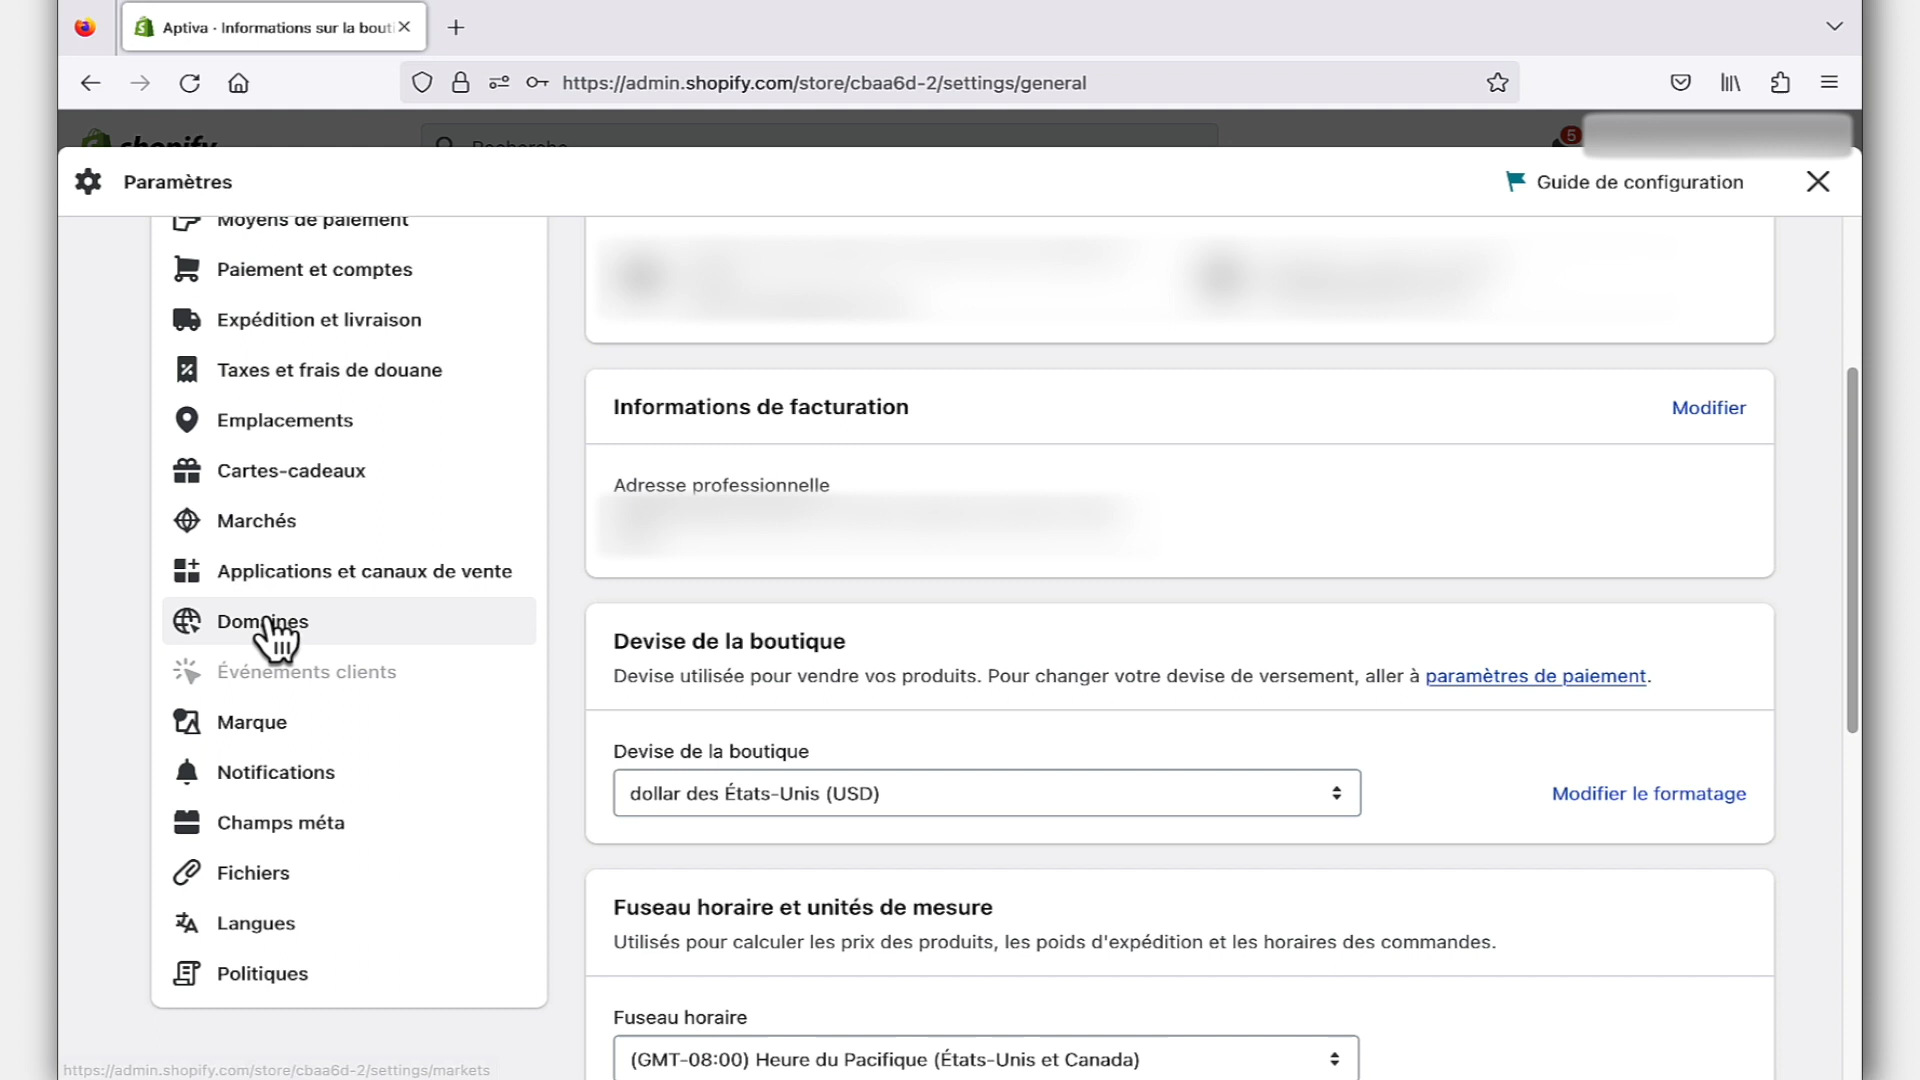 Aptiva · Informations sur la bouti
https://admin.shopify.com/store/cbaa6d-2/settings/general
shopify
Recherche
5
Paramètres
Guide de configuration
Moyens de paiement
Paiement et comptes
Expédition et livraison
Taxes et frais de douane
Emplacements
Cartes-cadeaux
Marchés
Applications et canaux de vente
Domaines
Événements clients
Marque
Notifications
Champs méta
Fichiers
Langues
Politiques
Informations de facturation
Modifier
Adresse professionnelle
Devise de la boutique
Devise utilisée pour vendre vos produits. Pour changer votre devise de versement, aller à paramètres de paiement.
Devise de la boutique
dollar des États-Unis (USD)
Modifier le formatage
Fuseau horaire et unités de mesure
Utilisés pour calculer les prix des produits, les poids d'expédition et les horaires des commandes.
Fuseau horaire
(GMT-08:00) Heure du Pacifique (États-Unis et Canada)
https://admin.shopify.com/store/cbaa6d-2/settings/markets